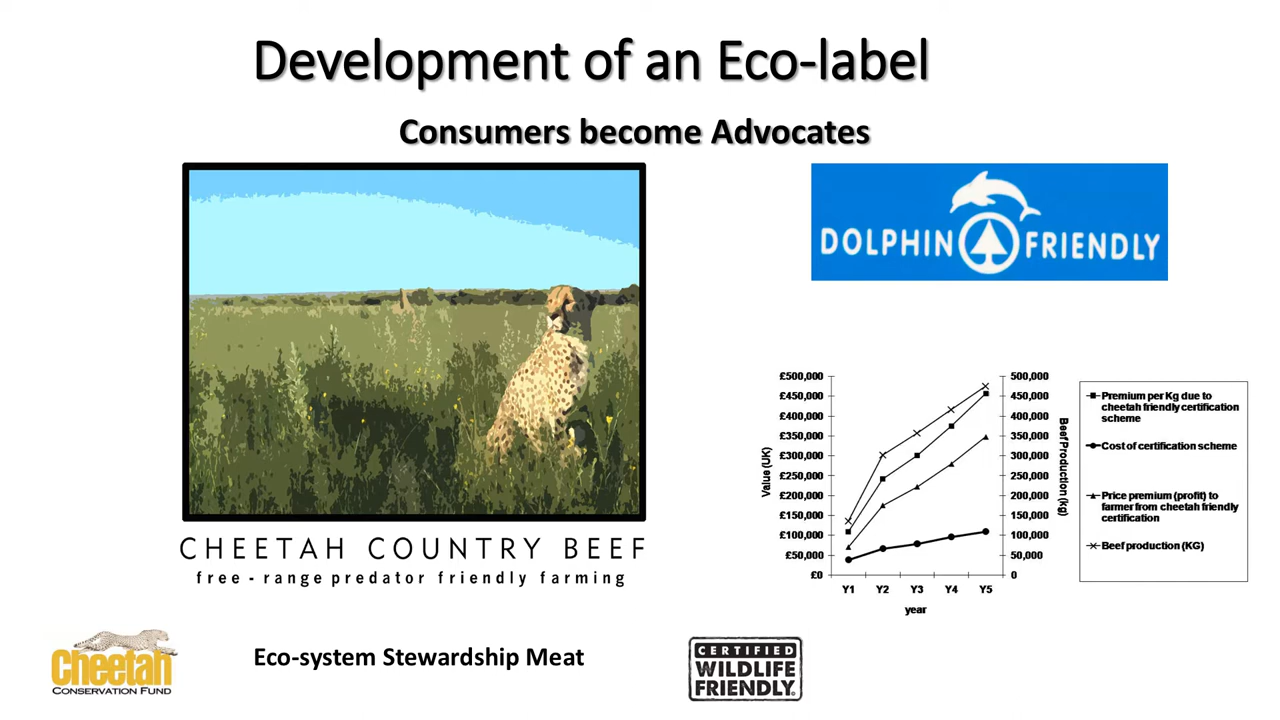 Development of an Eco-label
Consumers become Advocates
DOLPHIN FRIENDLY
CHEETAH COUNTRY BEEF
free - range predator friendly farming
£500,000
£450,000
£400,000
£350,000
£300,000
£250,000
£200,000
£150,000
£100,000
£50,000
£0
Value (UK)
500,000
450,000
400,000
350,000
300,000
250,000
200,000
150,000
100,000
50,000
0
Beef Production (kg)
Y1 Y2 Y3 Y4 Y5
year
Premium per Kg due to
cheetah friendly certification
scheme
Cost of certification scheme
Price premium (profit) to
farmer from cheetah friendly
certification
Beef production (KG)
Cheetah
CONSERVATION FUND
Eco-system Stewardship Meat
CERTIFIED
WILDLIFE
FRIENDLY®